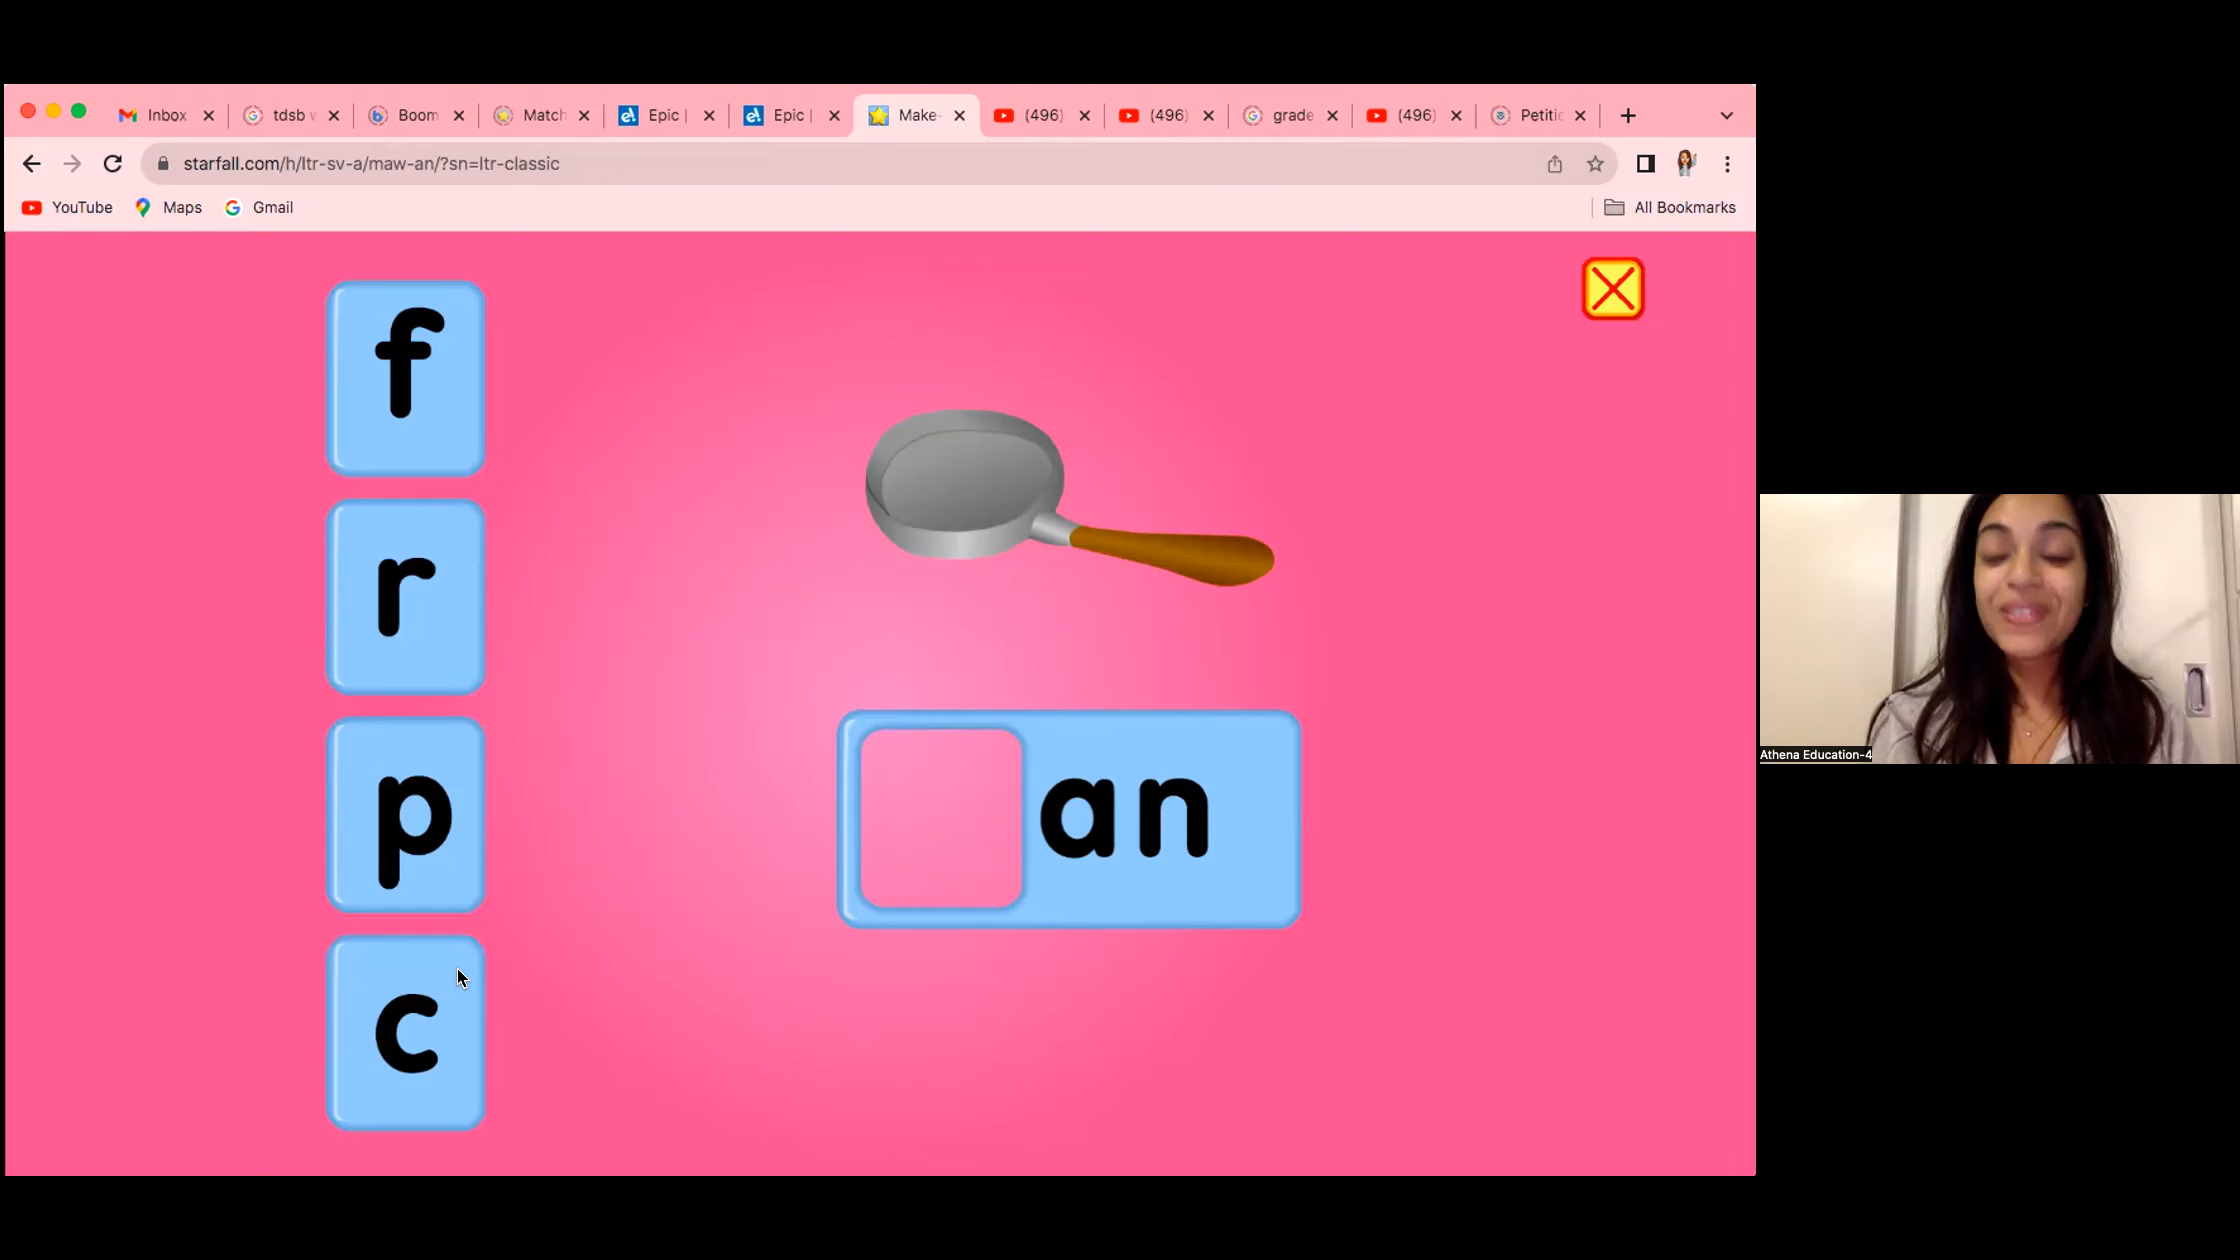 Inbox tdsb w Boom Match Epic | Epic | Make- (496) (496) grade (496) Petitic
starfall.com/h/ltr-sv-a/maw-an/?sn=ltr-classic
YouTube Maps Gmail All Bookmarks
f
r
p
an
c
Athena Education-4